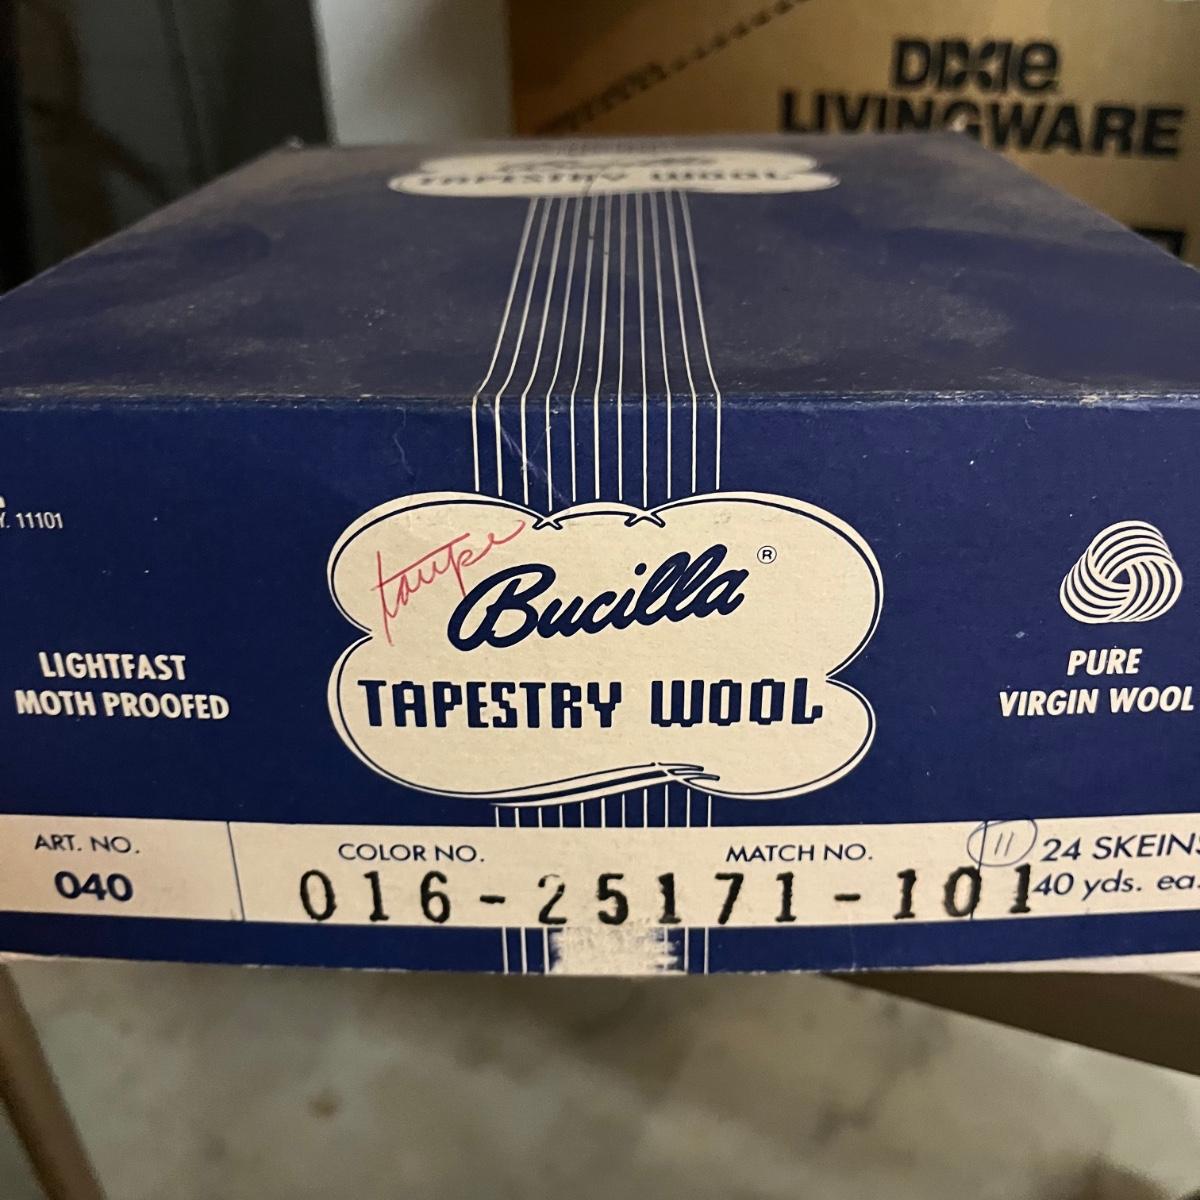 DIXIE
LIVINGWARE
Bucilla
TAPESTRY WOOL
Y. 11101
taupe
Bucilla ®
TAPESTRY WOOL
LIGHTFAST
MOTH PROOFED
PURE
VIRGIN WOOL
ART. NO.
040
COLOR NO.
MATCH NO.
016-25171-101
11
24 SKEINS
40 yds. ea.